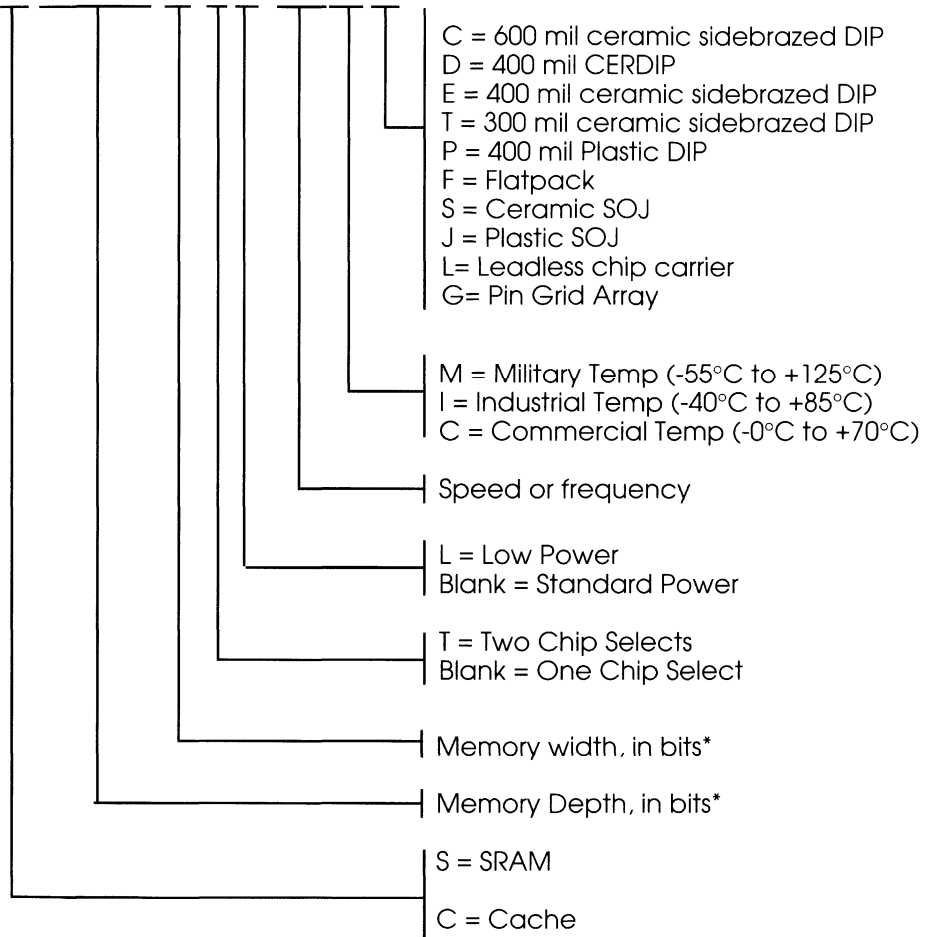 C = 600 mil ceramic sidebrazed DIP
D = 400 mil CERDIP
E = 400 mil ceramic sidebrazed DIP
T = 300 mil ceramic sidebrazed DIP
P = 400 mil Plastic DIP
F = Flatpack
S = Ceramic SOJ
J = Plastic SOJ
L= Leadless chip carrier
G= Pin Grid Array
M = Military Temp (-55°C to +125°C)
I = Industrial Temp (-40°C to +85°C)
C = Commercial Temp (-0°C to +70°C)
Speed or frequency
L = Low Power
Blank = Standard Power
T = Two Chip Selects
Blank = One Chip Select
Memory width, in bits*
Memory Depth, in bits*
S = SRAM
C = Cache